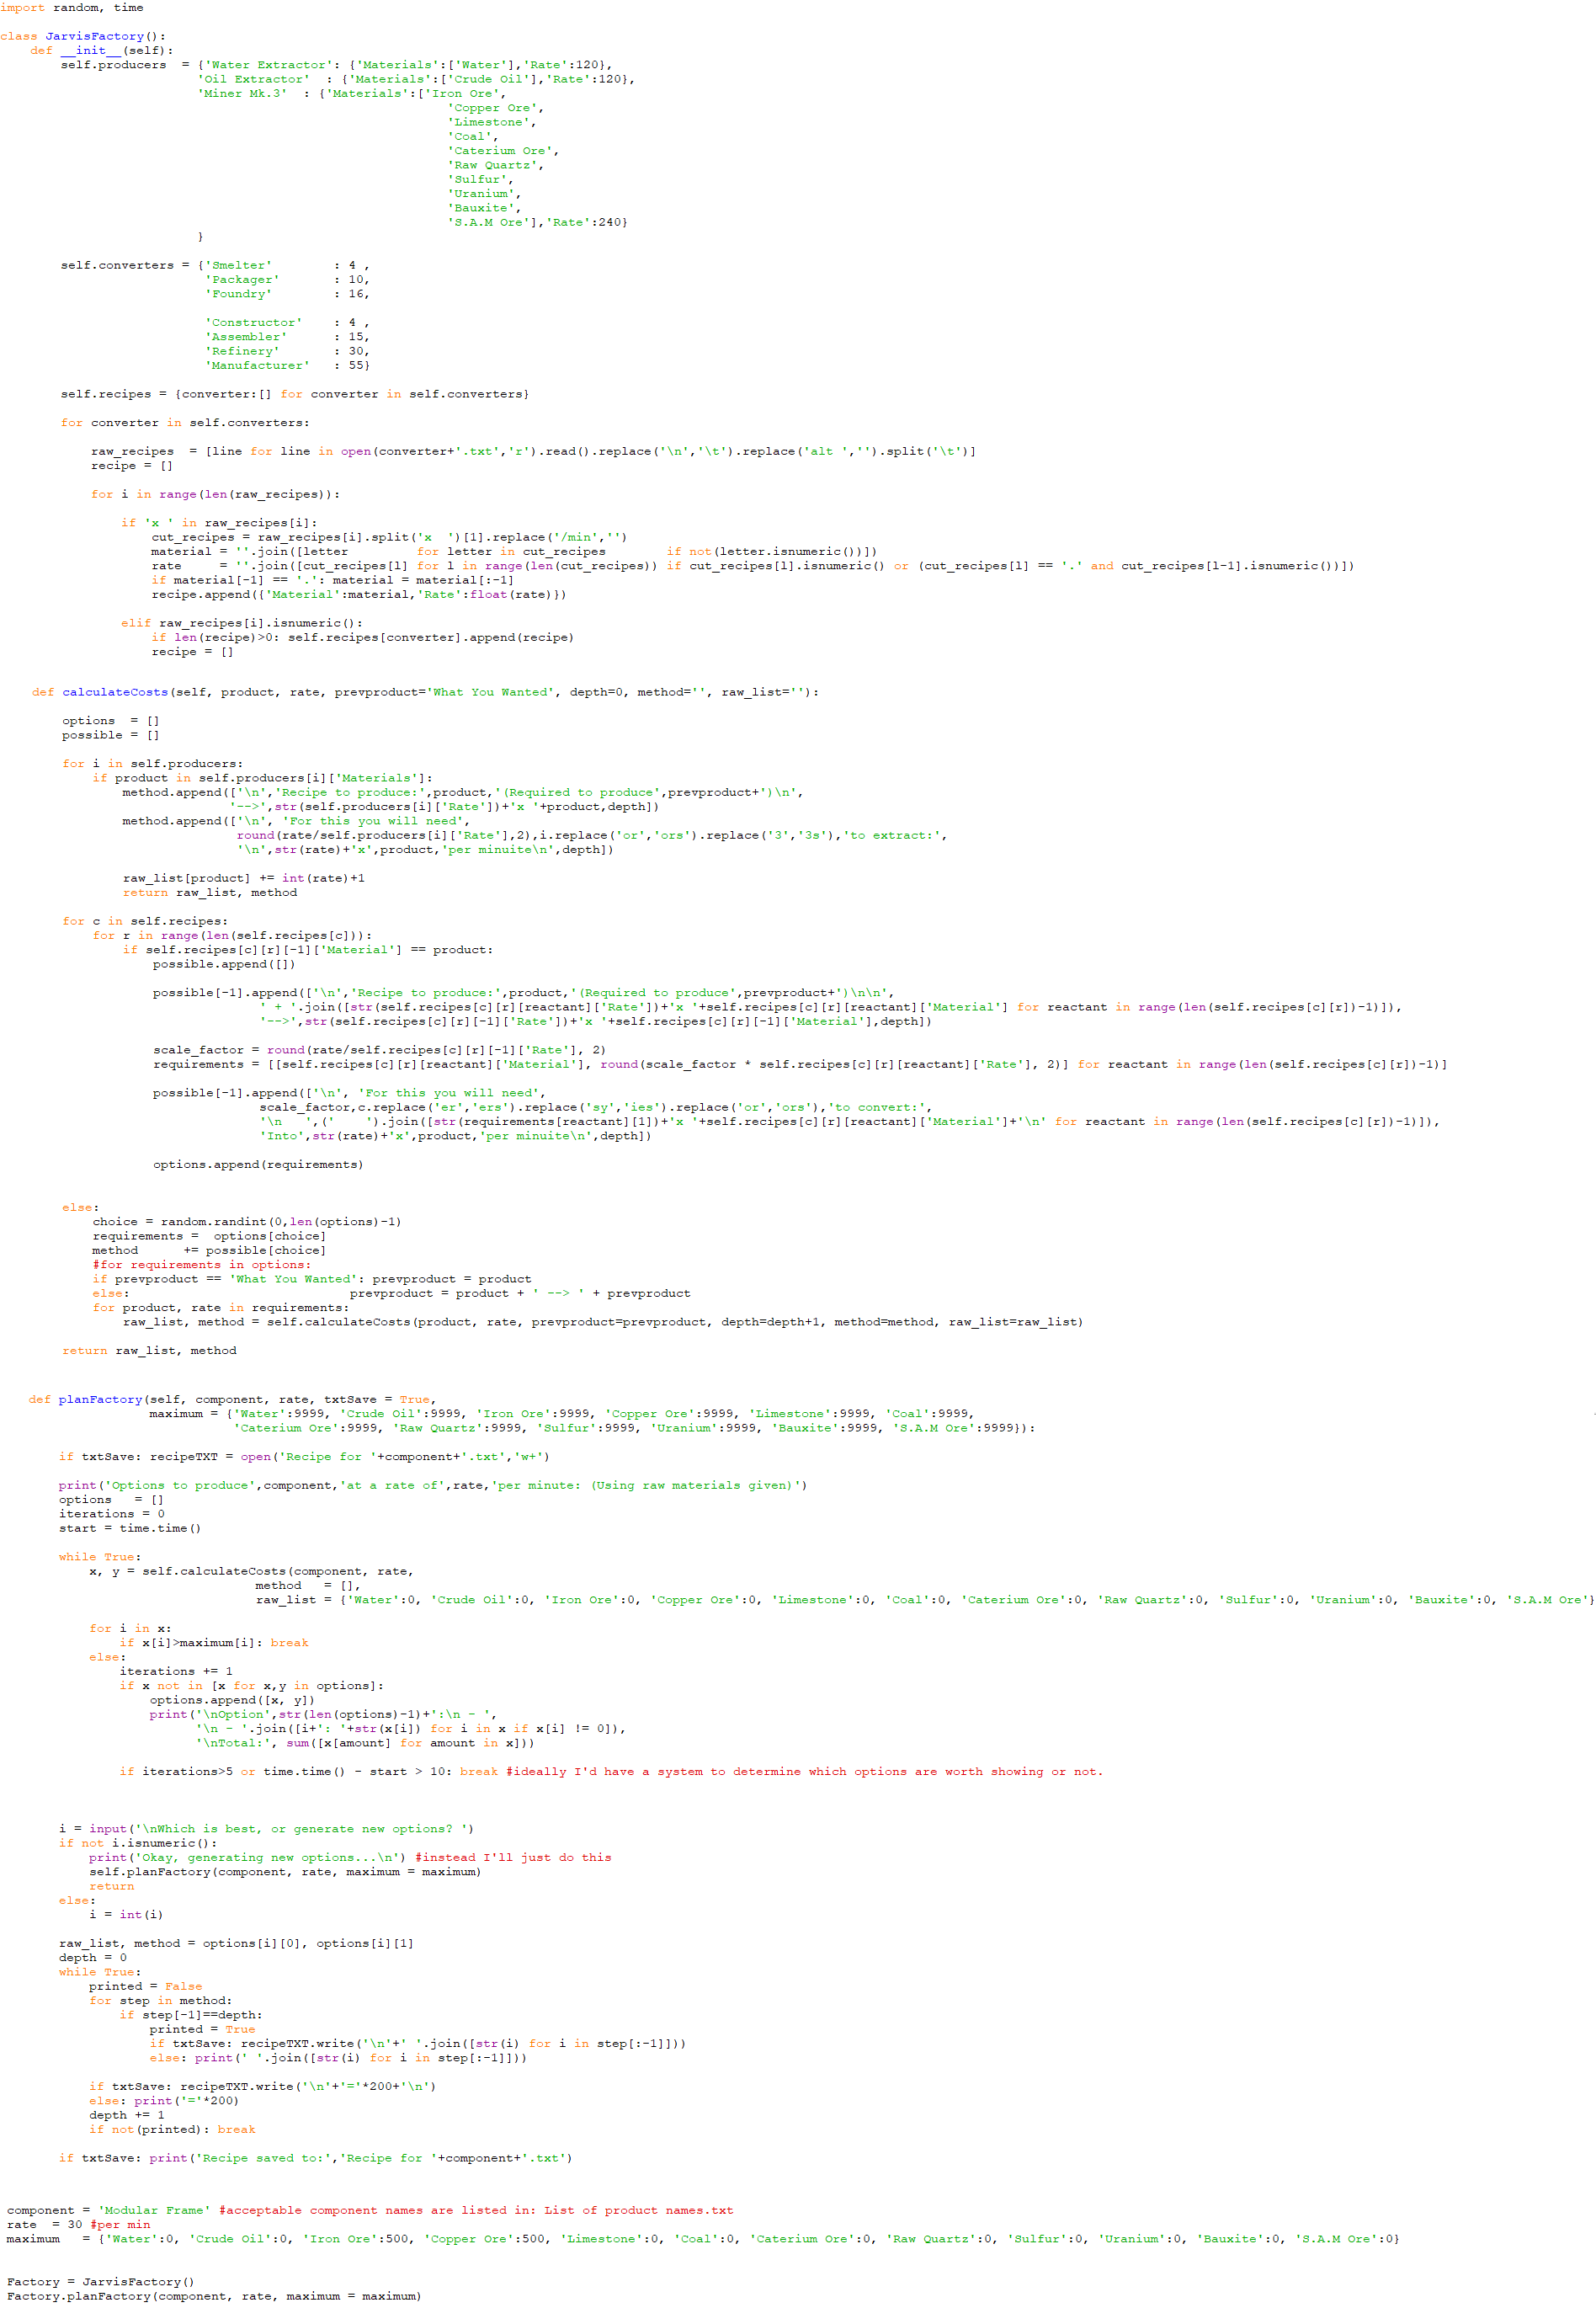 import random, time
class JarvisFactory():
def __init__(self):
self.producers  = {'Water Extractor': {'Materials':['Water'],'Rate':120},
'Oil Extractor'  : {'Materials':['Crude Oil'],'Rate':120},
'Miner Mk.3'  : {'Materials':['Iron Ore',
'Copper Ore',
'Limestone',
'Coal',
'Caterium Ore',
'Raw Quartz',
'Sulfur',
'Uranium',
'Bauxite',
'S.A.M Ore'],'Rate':240}
}
self.converters = {'Smelter'        : 4 ,
'Packager'       : 10,
'Foundry'        : 16,
'Constructor'    : 4 ,
'Assembler'      : 15,
'Refinery'       : 30,
'Manufacturer'   : 55}
self.recipes = {converter:[] for converter in self.converters}
for converter in self.converters:
raw_recipes  = [line for line in open(converter+'.txt','r').read().replace('\n','\t').replace('alt ','').split('\t')]
recipe = []
for i in range(len(raw_recipes)):
if 'x ' in raw_recipes[i]:
cut_recipes = raw_recipes[i].split('x  ')[1].replace('/min','')
material = ''.join([letter         for letter in cut_recipes        if not(letter.isnumeric())])
rate     = ''.join([cut_recipes[l] for l in range(len(cut_recipes)) if cut_recipes[l].isnumeric() or (cut_recipes[l] == '.' and cut_recipes[l-1].isnumeric())])
if material[-1] == '.': material = material[:-1]
recipe.append({'Material':material,'Rate':float(rate)})
elif raw_recipes[i].isnumeric():
if len(recipe)>0: self.recipes[converter].append(recipe)
recipe = []
def calculateCosts(self, product, rate, prevproduct='What You Wanted', depth=0, method='', raw_list=''):
options  = []
possible = []
for i in self.producers:
if product in self.producers[i]['Materials']:
method.append(['\n','Recipe to produce:',product,'(Required to produce',prevproduct+')\n',
'-->',str(self.producers[i]['Rate'])+'x '+product,depth])
method.append(['\n', 'For this you will need',
round(rate/self.producers[i]['Rate'],2),i.replace('or','ors').replace('3','3s'),'to extract:',
'\n',str(rate)+'x',product,'per minuite\n',depth])
raw_list[product] += int(rate)+1
return raw_list, method
for c in self.recipes:
for r in range(len(self.recipes[c])):
if self.recipes[c][r][-1]['Material'] == product:
possible.append([])
possible[-1].append(['\n','Recipe to produce:',product,'(Required to produce',prevproduct+')\n\n',
' + '.join([str(self.recipes[c][r][reactant]['Rate'])+'x '+self.recipes[c][r][reactant]['Material'] for reactant in range(len(self.recipes[c][r])-1)]),
'-->',str(self.recipes[c][r][-1]['Rate'])+'x '+self.recipes[c][r][-1]['Material'],depth])
scale_factor = round(rate/self.recipes[c][r][-1]['Rate'], 2)
requirements = [[self.recipes[c][r][reactant]['Material'], round(scale_factor * self.recipes[c][r][reactant]['Rate'], 2)] for reactant in range(len(self.recipes[c][r])-1)]
possible[-1].append(['\n', 'For this you will need',
scale_factor,c.replace('er','ers').replace('sy','ies').replace('or','ors'),'to convert:',
'\n   ',('    ').join([str(requirements[reactant][1])+'x '+self.recipes[c][r][reactant]['Material']+'\n' for reactant in range(len(self.recipes[c][r])-1)]),
'Into',str(rate)+'x',product,'per minuite\n',depth])
options.append(requirements)
else:
choice = random.randint(0,len(options)-1)
requirements =  options[choice]
method      += possible[choice]
#for requirements in options:
if prevproduct == 'What You Wanted': prevproduct = product
else:                             prevproduct = product + ' --> ' + prevproduct
for product, rate in requirements:
raw_list, method = self.calculateCosts(product, rate, prevproduct=prevproduct, depth=depth+1, method=method, raw_list=raw_list)
return raw_list, method
def planFactory(self, component, rate, txtSave = True,
maximum = {'Water':9999, 'Crude Oil':9999, 'Iron Ore':9999, 'Copper Ore':9999, 'Limestone':9999, 'Coal':9999,
'Caterium Ore':9999, 'Raw Quartz':9999, 'Sulfur':9999, 'Uranium':9999, 'Bauxite':9999, 'S.A.M Ore':9999}):
if txtSave: recipeTXT = open('Recipe for '+component+'.txt','w+')
print('Options to produce',component,'at a rate of',rate,'per minute: (Using raw materials given)')
options   = []
iterations = 0
start = time.time()
while True:
x, y = self.calculateCosts(component, rate,
method   = [],
raw_list = {'Water':0, 'Crude Oil':0, 'Iron Ore':0, 'Copper Ore':0, 'Limestone':0, 'Coal':0, 'Caterium Ore':0, 'Raw Quartz':0, 'Sulfur':0, 'Uranium':0, 'Bauxite':0, 'S.A.M Ore'}
for i in x:
if x[i]>maximum[i]: break
else:
iterations += 1
if x not in [x for x,y in options]:
options.append([x, y])
print('\nOption',str(len(options)-1)+':\n - ',
'\n - '.join([i+': '+str(x[i]) for i in x if x[i] != 0]),
'\nTotal:', sum([x[amount] for amount in x]))
if iterations>5 or time.time() - start > 10: break #ideally I'd have a system to determine which options are worth showing or not.
i = input('\nWhich is best, or generate new options? ')
if not i.isnumeric():
print('Okay, generating new options...\n') #instead I'll just do this
self.planFactory(component, rate, maximum = maximum)
return
else:
i = int(i)
raw_list, method = options[i][0], options[i][1]
depth = 0
while True:
printed = False
for step in method:
if step[-1]==depth:
printed = True
if txtSave: recipeTXT.write('\n'+' '.join([str(i) for i in step[:-1]]))
else: print(' '.join([str(i) for i in step[:-1]]))
if txtSave: recipeTXT.write('\n'+'='*200+'\n')
else: print('='*200)
depth += 1
if not(printed): break
if txtSave: print('Recipe saved to:','Recipe for '+component+'.txt')
component = 'Modular Frame' #acceptable component names are listed in: List of product names.txt
rate  = 30 #per min
maximum   = {'Water':0, 'Crude Oil':0, 'Iron Ore':500, 'Copper Ore':500, 'Limestone':0, 'Coal':0, 'Caterium Ore':0, 'Raw Quartz':0, 'Sulfur':0, 'Uranium':0, 'Bauxite':0, 'S.A.M Ore':0}
Factory = JarvisFactory()
Factory.planFactory(component, rate, maximum = maximum)